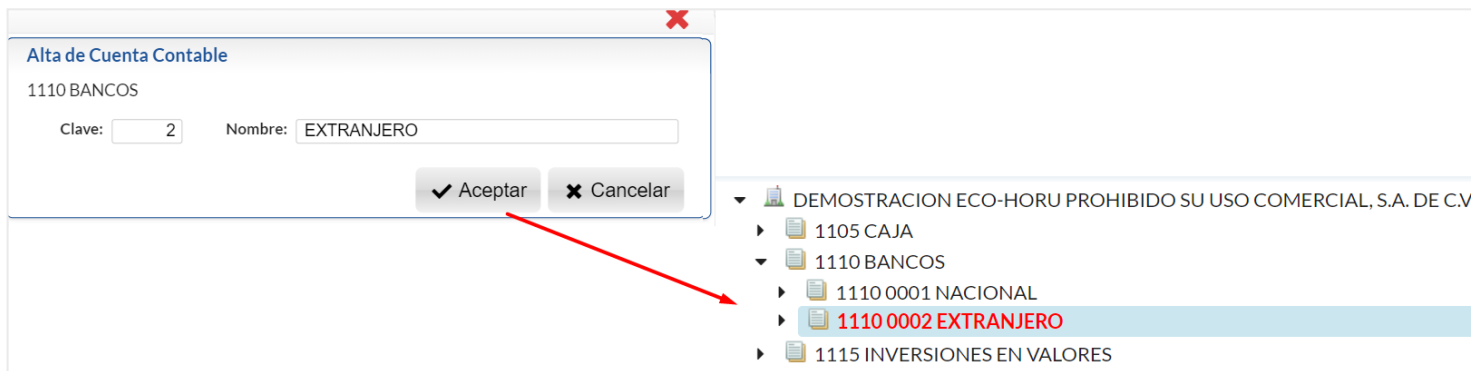 Alta de Cuenta Contable
1110 BANCOS
Clave: 2 Nombre: EXTRANJERO
Aceptar Cancelar
DEMOSTRACION ECO-HORU PROHIBIDO SU USO COMERCIAL, S.A. DE C.V
1105 CAJA
1110 BANCOS
1110 0001 NACIONAL
1110 0002 EXTRANJERO
1115 INVERSIONES EN VALORES